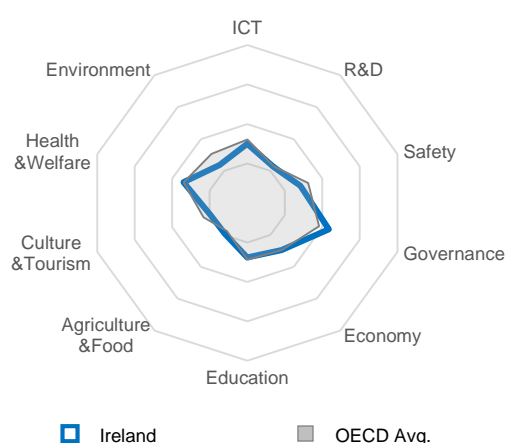 ICT
R&D
Safety
Governance
Economy
Education
Agriculture
&Food
Culture
&Tourism
Health
&Welfare
Environment
Ireland
OECD Avg.